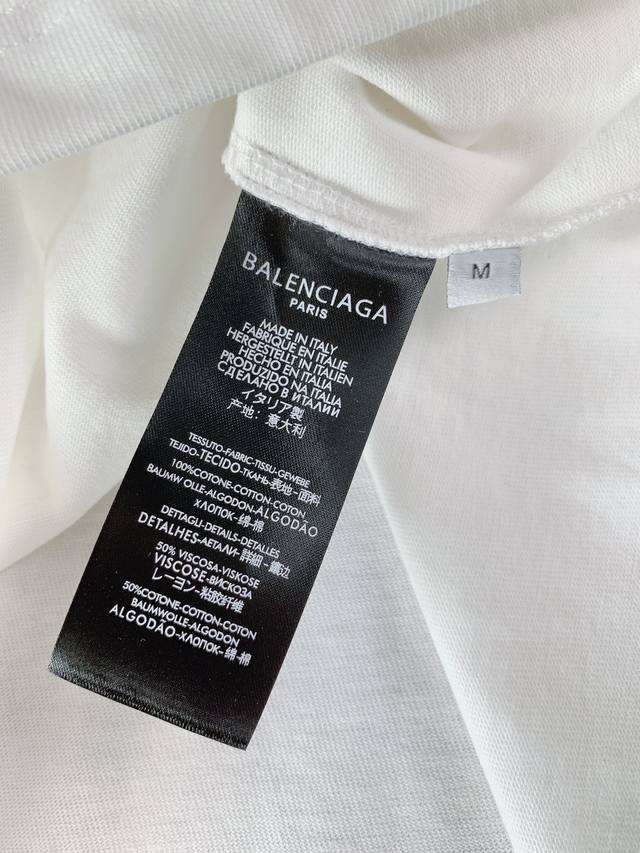 BALENCIAGA
PARIS
M
MADE IN ITALY
FABRIQUE EN ITALIE
HERGESTELLT IN ITALIEN
HECHO EN ITALIA
PRODUZIDO NA ITALIA
СДЕЛАНО В ИТАЛИИ
イタリア製
产地：意大利
TESSUTO-FABRIC-TISSU-GEWEBE
TEJIDO-TECIDO-ТКАНЬ-表地-面料
100%COTONE-COTTON-COTON
BAUMW OLLE-ALGODON-ALGODÃO
ХЛОПОК-綿-棉
DETTAGLI-DETAILS-DETALLES
DETALHES-ДЕТАЛИ-詳細-镶边
50% VISCOSA-VISKOSE
VISCOSE-ВИСКОЗА
レーヨン-粘胶纤维
50%COTONE-COTTON-COTON
BAUMWOLLE-ALGODON
ALGODÃO-ХЛОПОК-綿-棉